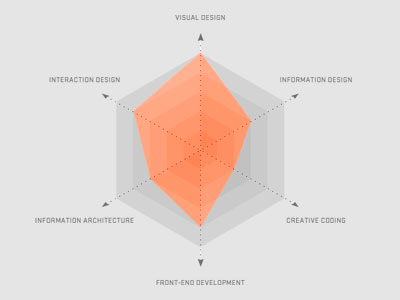 VISUAL DESIGN
INTERACTION DESIGN
INFORMATION DESIGN
INFORMATION ARCHITECTURE
CREATIVE CODING
FRONT-END DEVELOPMENT